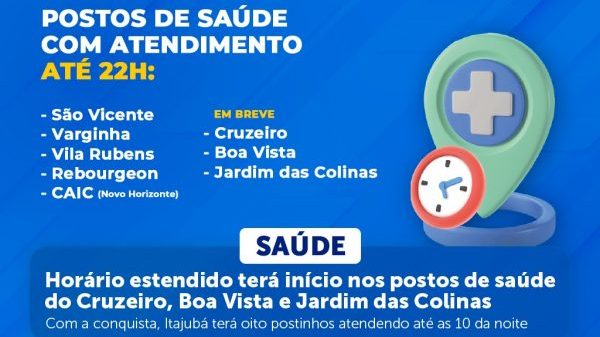 POSTOS DE SAÚDE
COM ATENDIMENTO
ATÉ 22H:
- São Vicente
- Varginha
- Vila Rubens
- Rebourgeon
- CAIC (Novo Horizonte)
EM BREVE
- Cruzeiro
- Boa Vista
- Jardim das Colinas
SAÚDE
Horário estendido terá início nos postos de saúde
do Cruzeiro, Boa Vista e Jardim das Colinas
Com a conquista, Itajubá terá oito postinhos atendendo até as 10 da noite